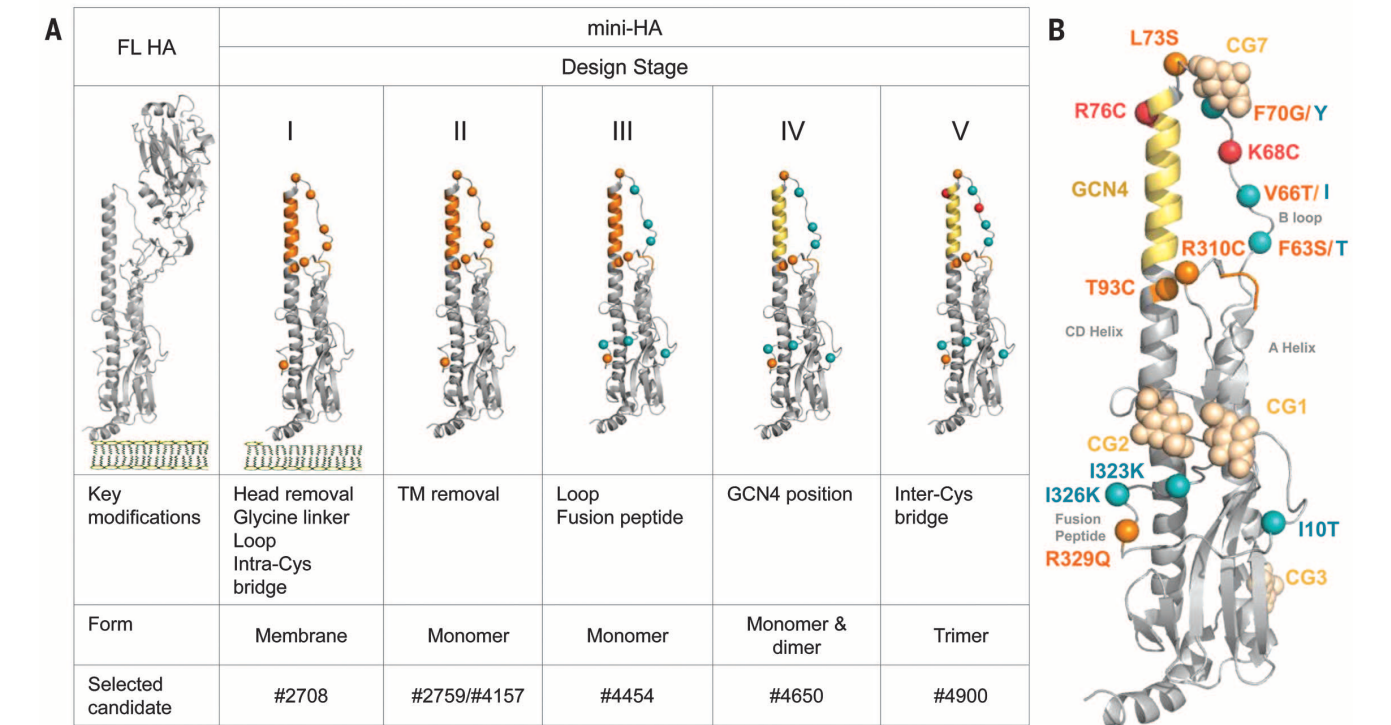 A
FL HA
mini-HA
Design Stage
I
II
III
IV
V
Key
modifications
Head removal
Glycine linker
Loop
Intra-Cys
bridge
TM removal
Loop
Fusion peptide
GCN4 position
Inter-Cys
bridge
Form
Membrane
Monomer
Monomer
Monomer &
dimer
Trimer
Selected
candidate
#2708
#2759/#4157
#4454
#4650
#4900
B
L73S
CG7
R76C
F70G/Y
K68C
GCN4
V66T/I
B loop
R310C
F63S/T
T93C
CD Helix
A Helix
CG1
CG2
I323K
I326K
Fusion
Peptide
I10T
R329Q
CG3